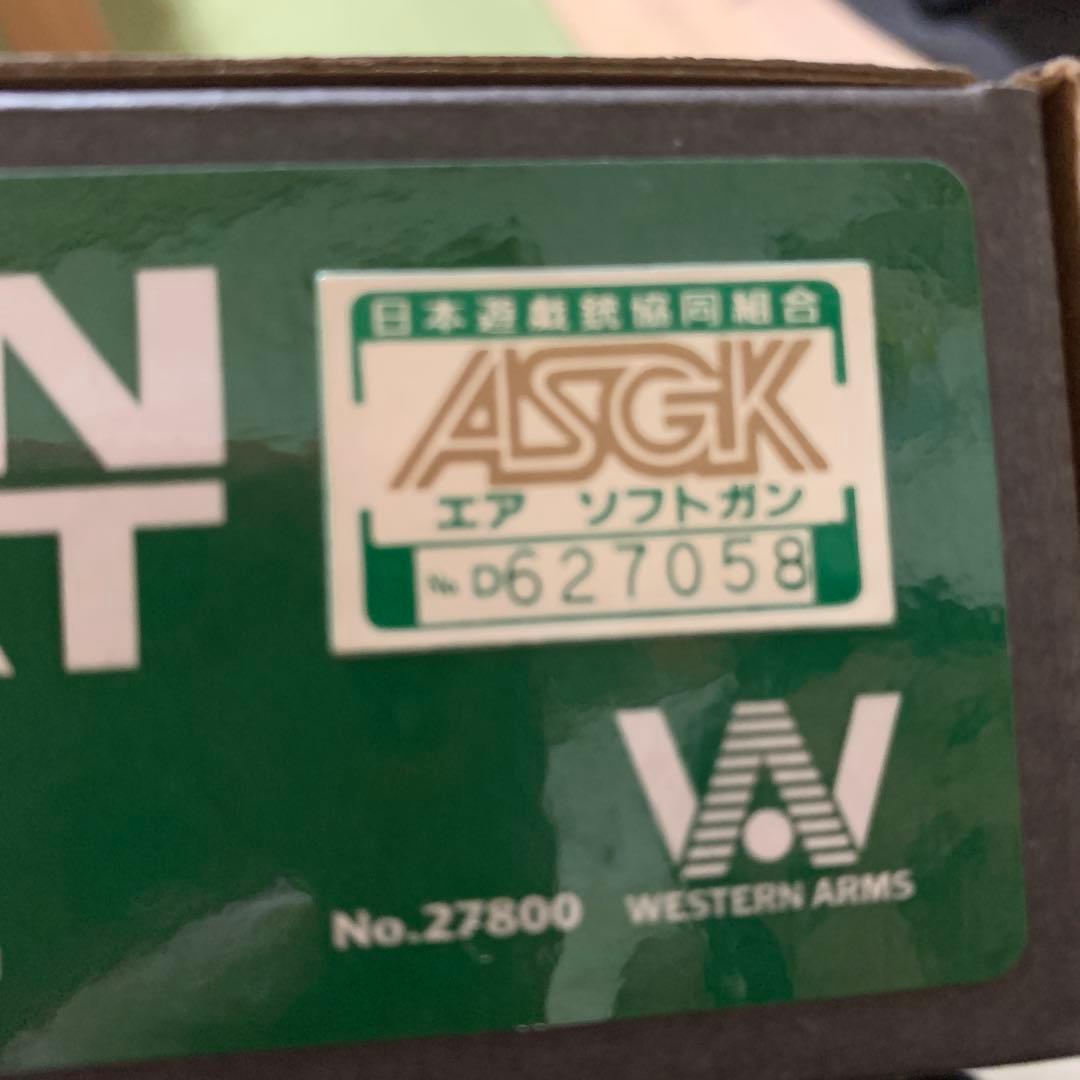 N
T
日本遊戯銃協同組合
ASGK
エア ソフトガン
№ D627058
WESTERN ARMS
No.27800